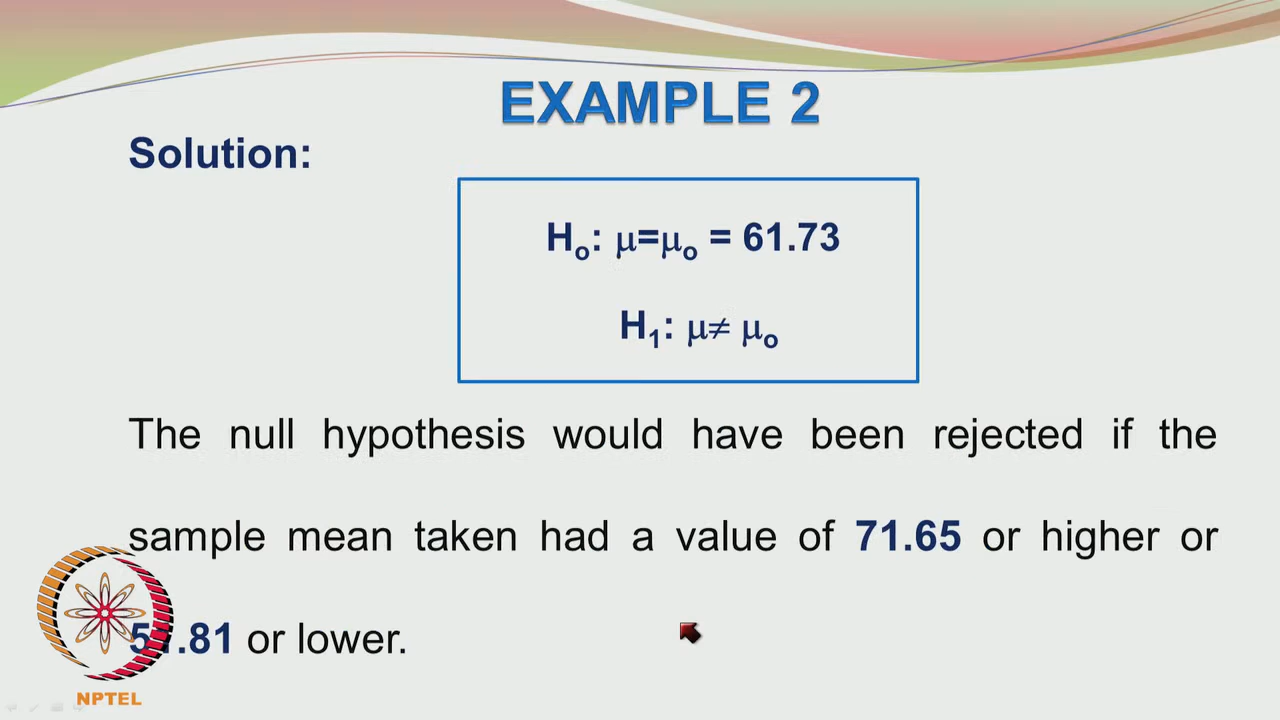 EXAMPLE 2
Solution:
Hₒ: μ=μₒ = 61.73
H₁: μ≠ μₒ
The null hypothesis would have been rejected if the
sample mean taken had a value of 71.65 or higher or
51.81 or lower.
NPTEL